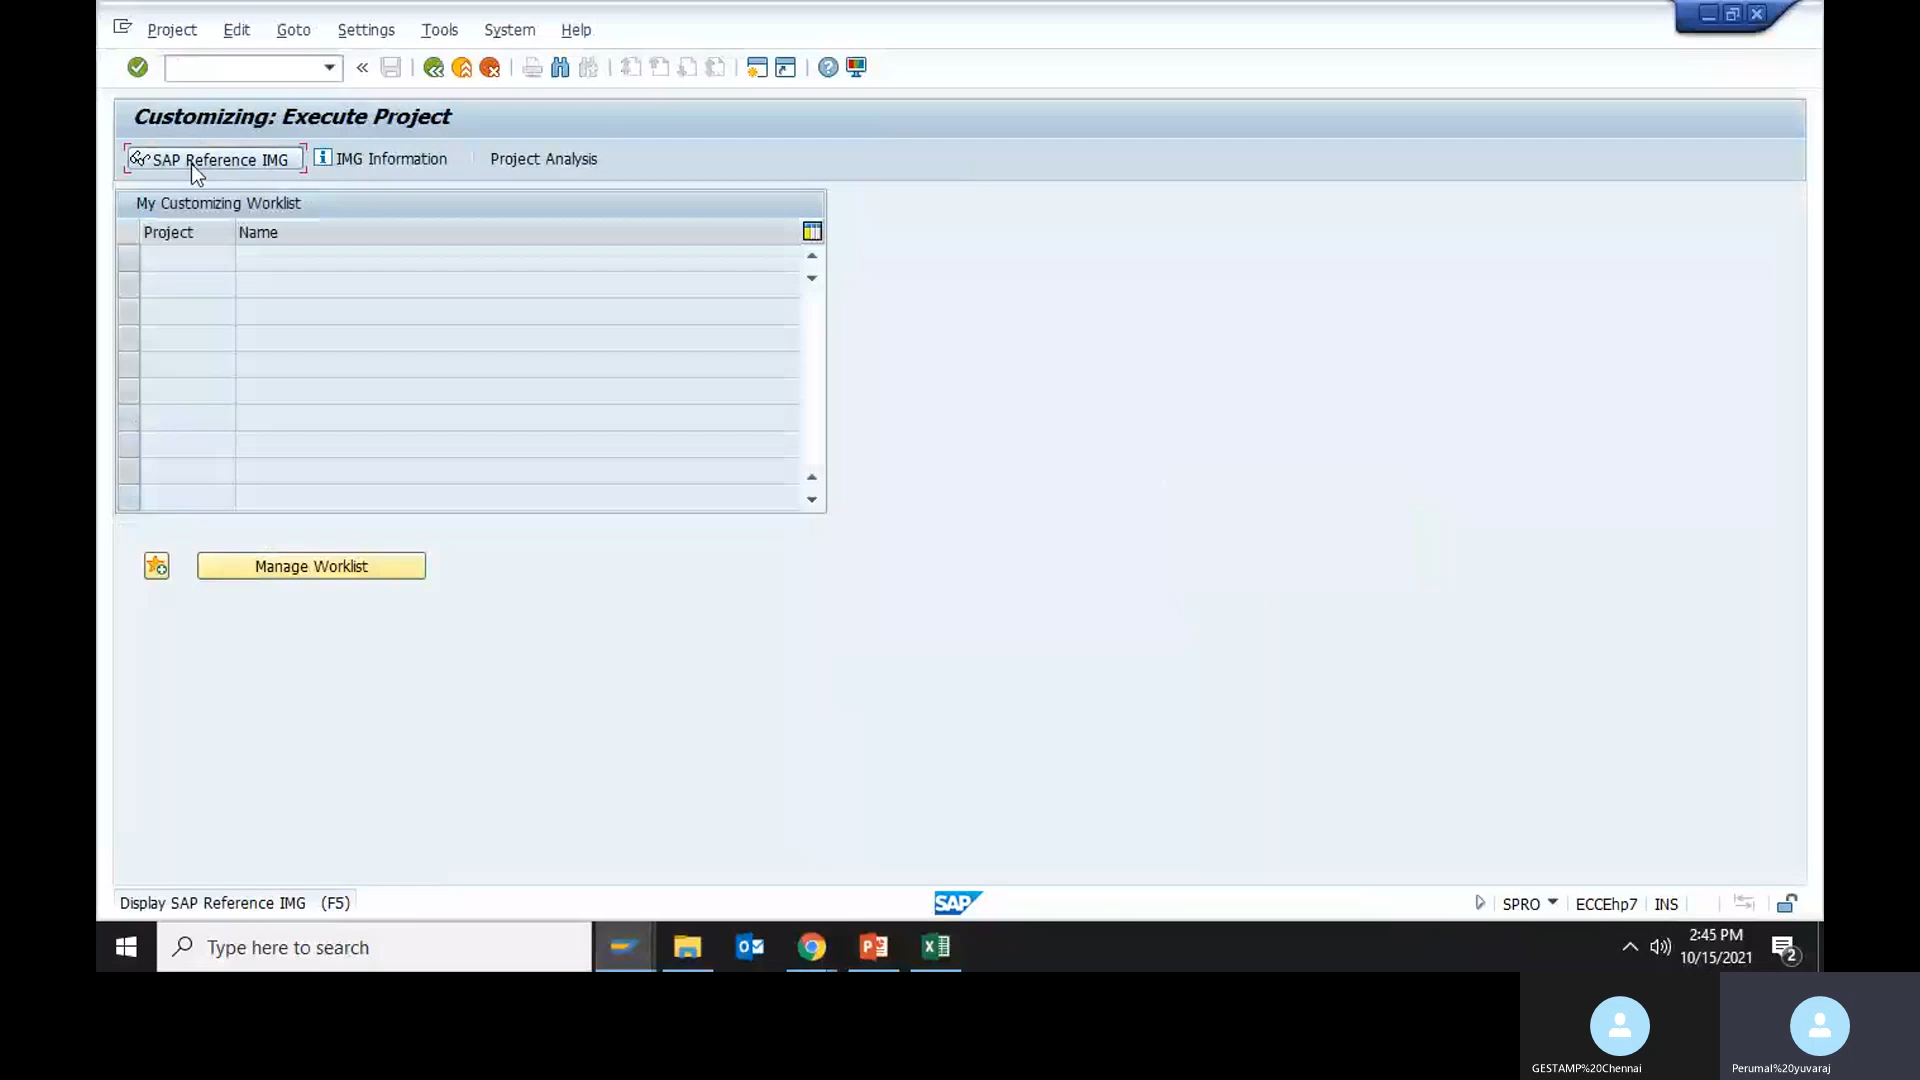 Project Edit Goto Settings Tools System Help
Customizing: Execute Project
SAP Reference IMG IMG Information Project Analysis
My Customizing Worklist
Project Name
Manage Worklist
Display SAP Reference IMG (F5)
SAP
SPRO ECCEhp7 INS
Type here to search
2:45 PM
10/15/2021
2
GESTAMP%20Chennai
Perumal%20yuvaraj